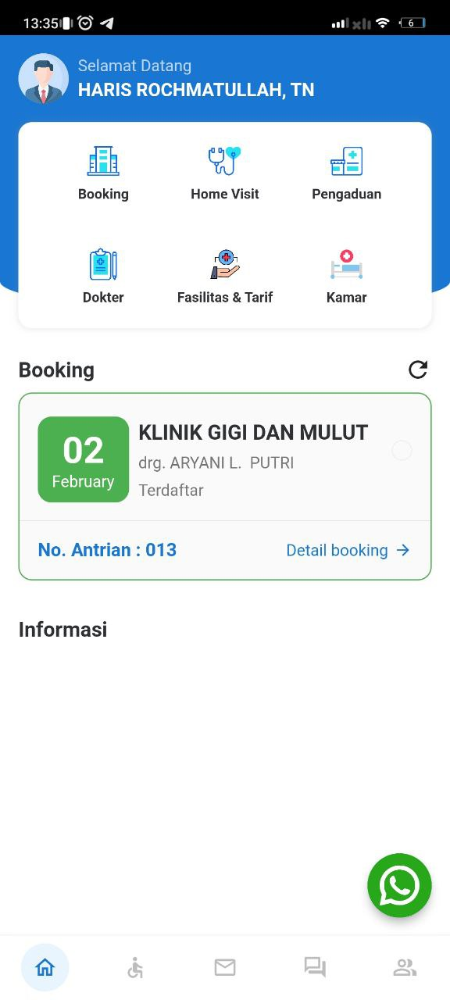 13:35
6
Selamat Datang
HARIS ROCHMATULLAH, TN
Booking
Home Visit
Pengaduan
Dokter
Fasilitas & Tarif
Kamar
Booking
02
February
KLINIK GIGI DAN MULUT
drg. ARYANI L.  PUTRI
Terdaftar
No. Antrian : 013
Detail booking
Informasi